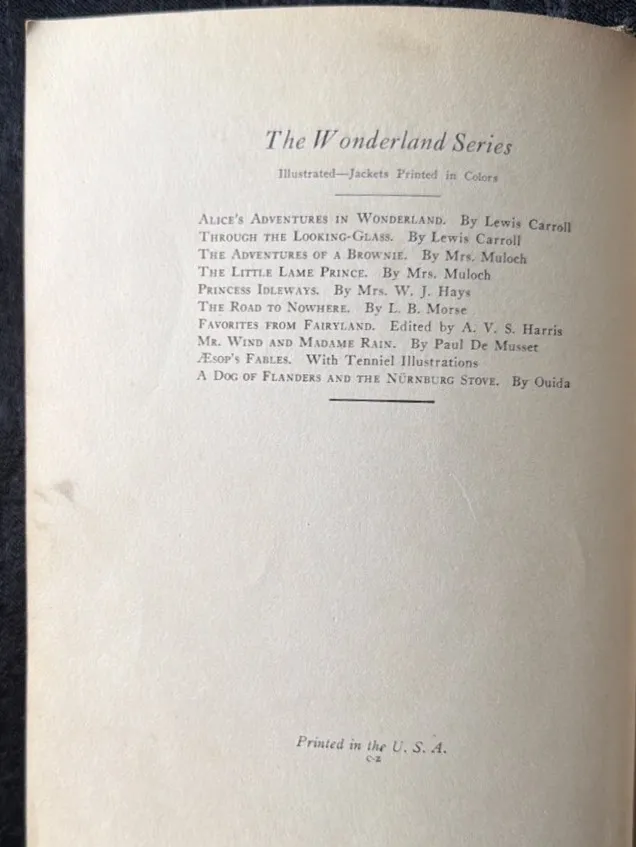 The Wonderland Series
Illustrated—Jackets Printed in Colors
ALICE'S ADVENTURES IN WONDERLAND. By Lewis Carroll
THROUGH THE LOOKING-GLASS. By Lewis Carroll
THE ADVENTURES OF A BROWNIE. By Mrs. Muloch
THE LITTLE LAME PRINCE. By Mrs. Muloch
PRINCESS IDLEWAYS. By Mrs. W. J. Hays
THE ROAD TO NOWHERE. By L. B. Morse
FAVORITES FROM FAIRYLAND. Edited by A. V. S. Harris
MR. WIND AND MADAME RAIN. By Paul De Musset
ÆSOP'S FABLES. With Tenniel Illustrations
A DOG OF FLANDERS AND THE NÜRNBURG STOVE. By Ouida
Printed in the U. S. A.
C-Z